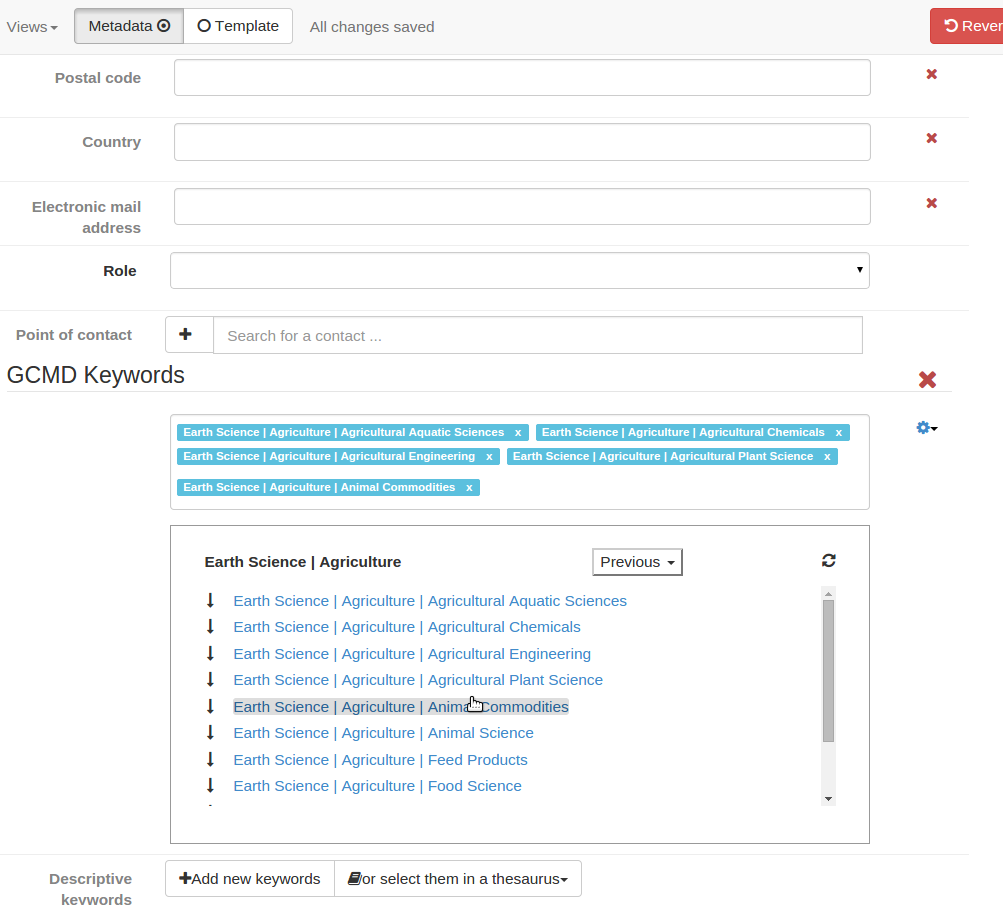 Views Metadata Template All changes saved Rever
Postal code
Country
Electronic mail
address
Role
Point of contact Search for a contact ...
GCMD Keywords
Earth Science | Agriculture | Agricultural Aquatic Sciences x Earth Science | Agriculture | Agricultural Chemicals x
Earth Science | Agriculture | Agricultural Engineering x Earth Science | Agriculture | Agricultural Plant Science x
Earth Science | Agriculture | Animal Commodities x
Earth Science | Agriculture Previous
Earth Science | Agriculture | Agricultural Aquatic Sciences
Earth Science | Agriculture | Agricultural Chemicals
Earth Science | Agriculture | Agricultural Engineering
Earth Science | Agriculture | Agricultural Plant Science
Earth Science | Agriculture | Animal Commodities
Earth Science | Agriculture | Animal Science
Earth Science | Agriculture | Feed Products
Earth Science | Agriculture | Food Science
Descriptive Add new keywords or select them in a thesaurus
keywords